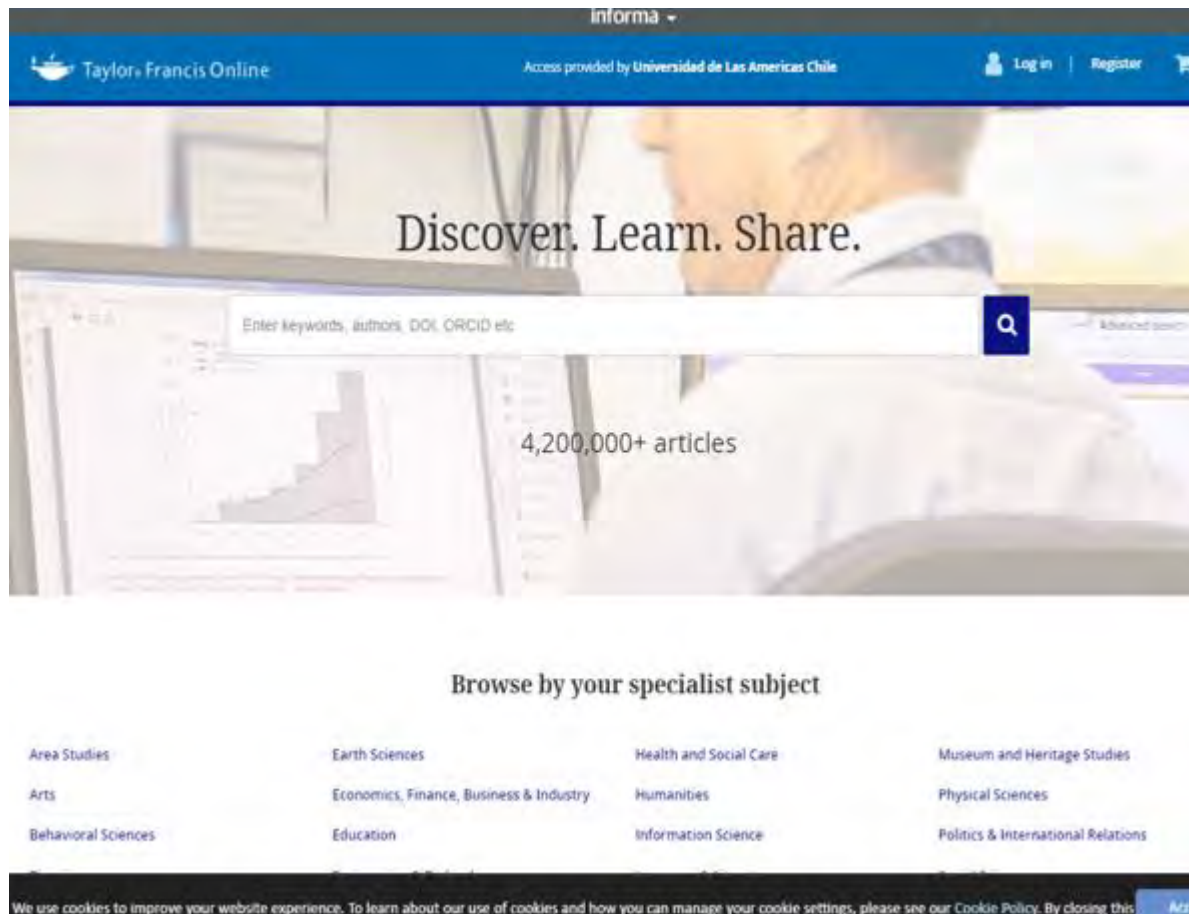 informa
Taylor & Francis Online
Access provided by Universidad de Las Americas Chile
Log in | Register
Discover. Learn. Share.
Enter keywords, authors, DOI, ORCID etc
Advanced search
4,200,000+ articles
Browse by your specialist subject
Area Studies
Earth Sciences
Health and Social Care
Museum and Heritage Studies
Arts
Economics, Finance, Business & Industry
Humanities
Physical Sciences
Behavioral Sciences
Education
Information Science
Politics & International Relations
We use cookies to improve your website experience. To learn about our use of cookies and how you can manage your cookie settings, please see our Cookie Policy. By closing this